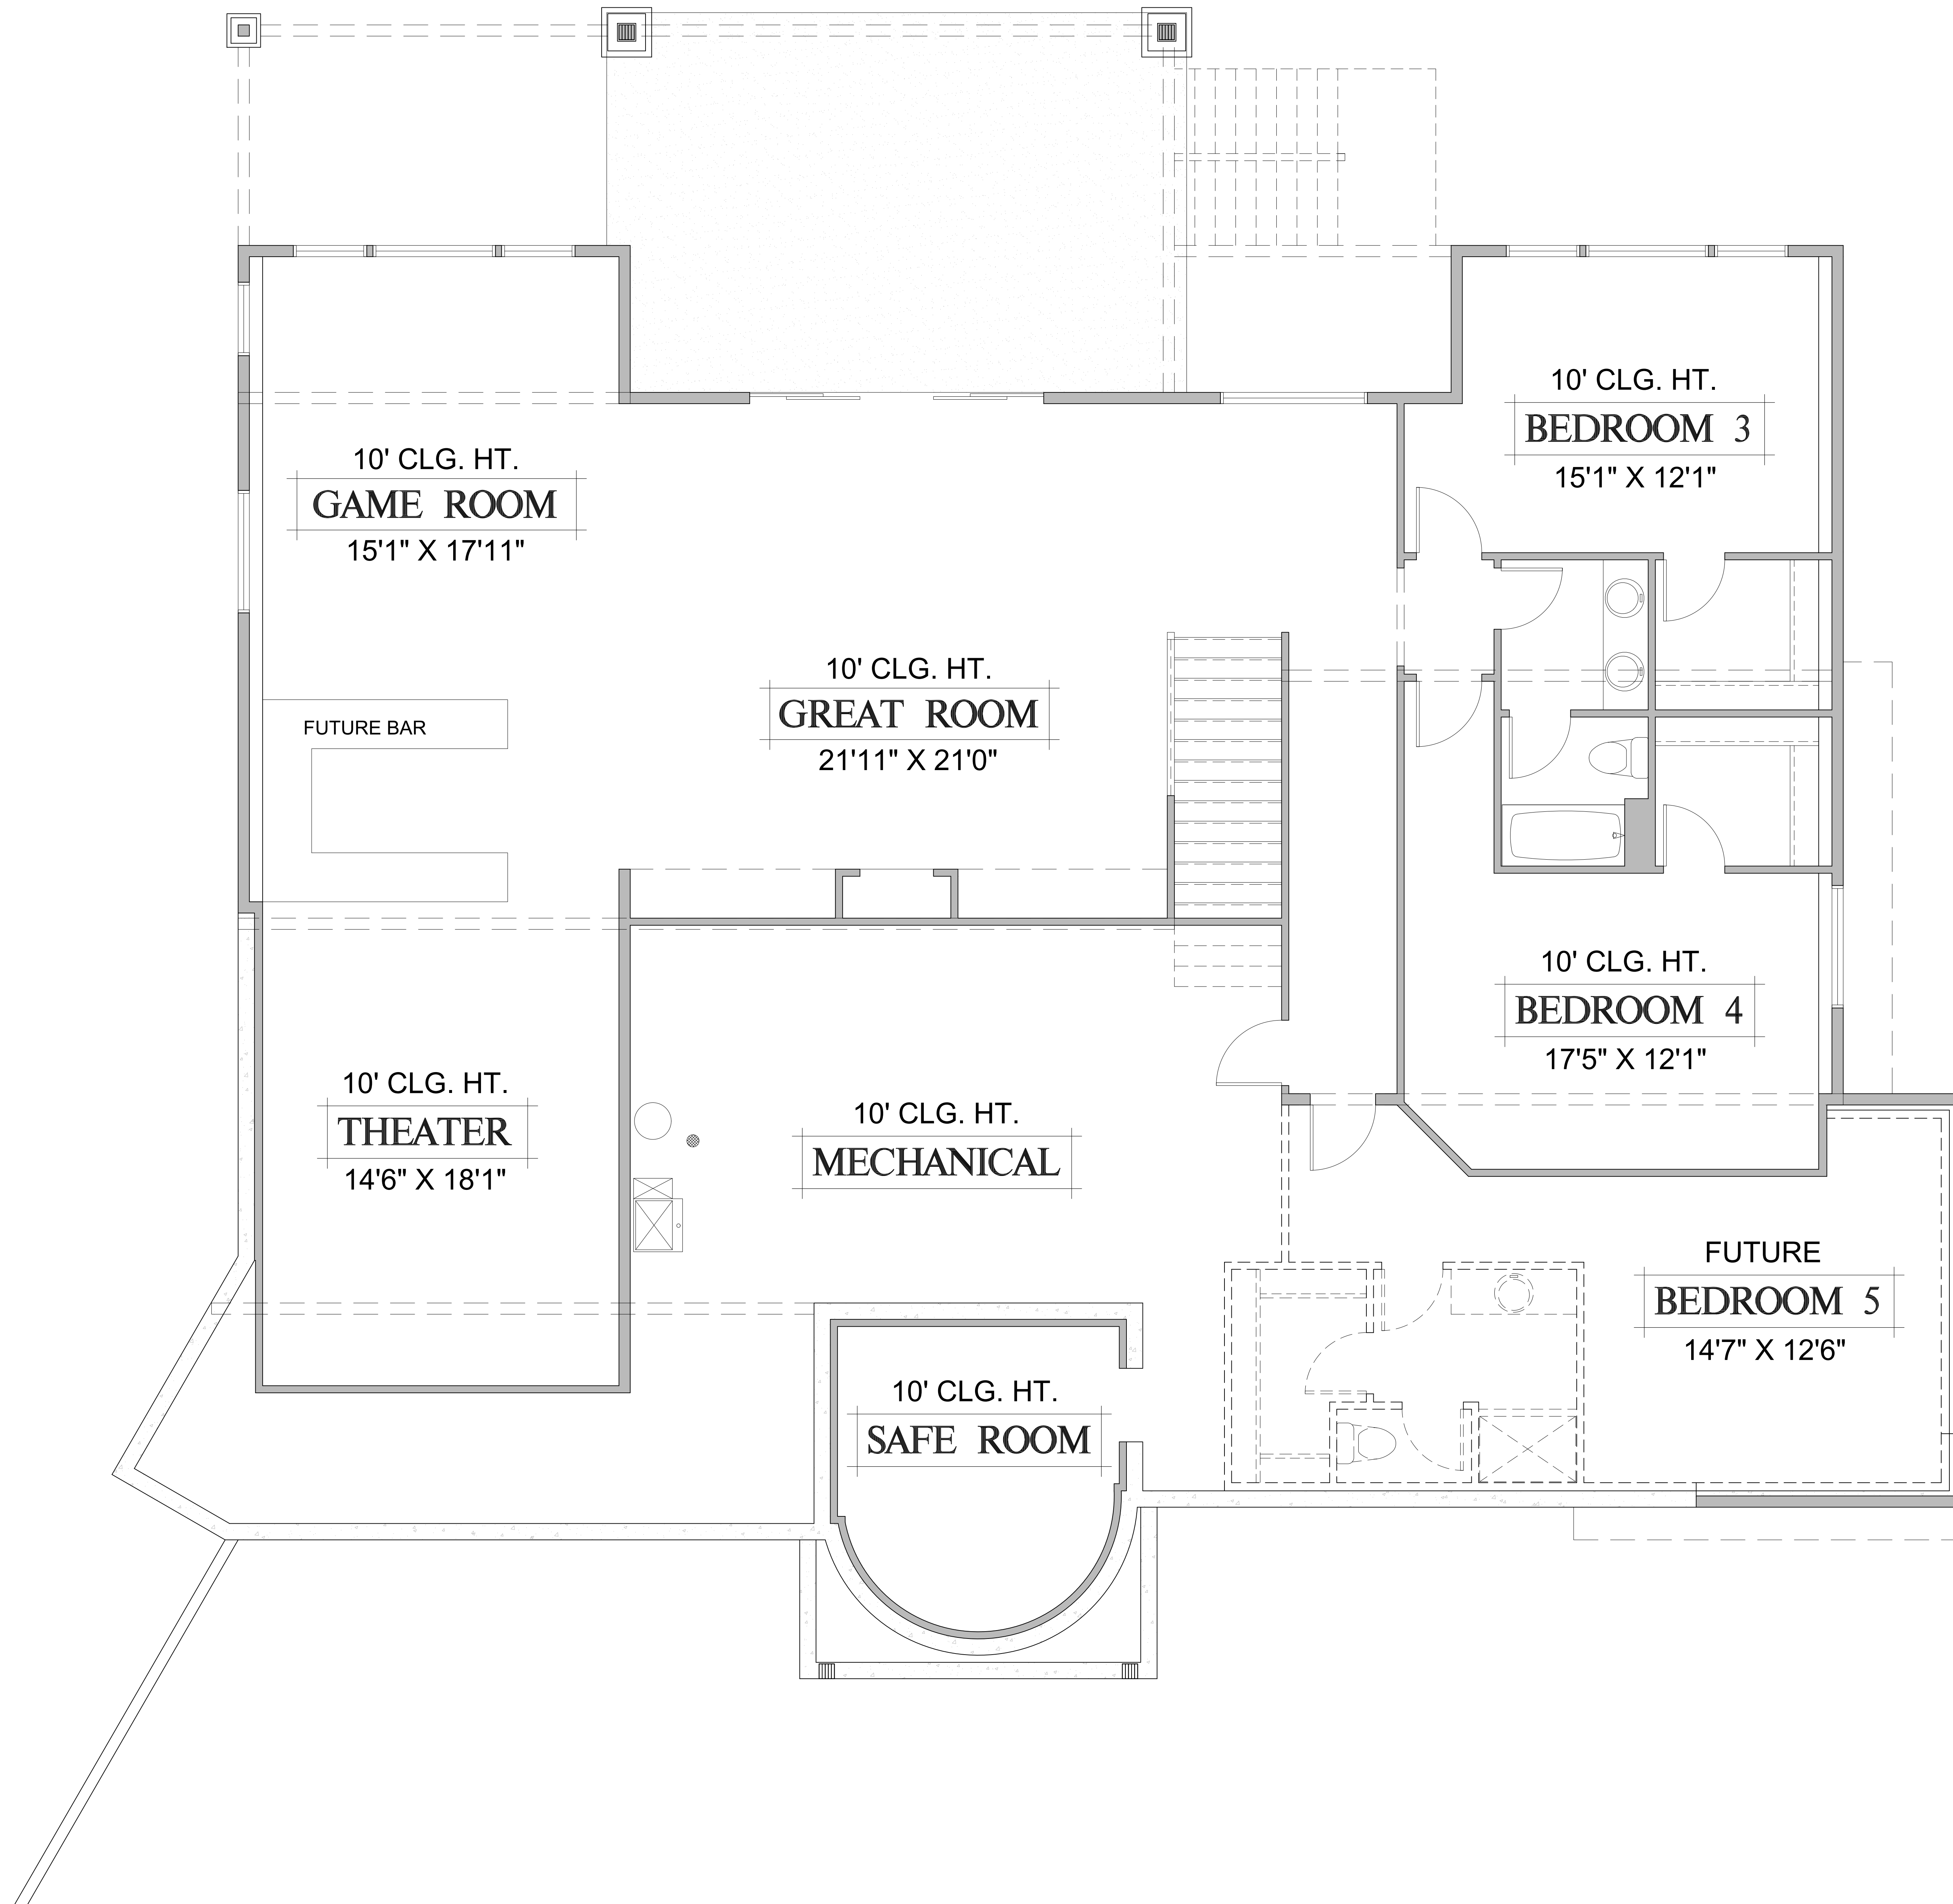 10' CLG. HT.
BEDROOM 3
15'1" X 12'1"
10' CLG. HT.
GAME ROOM
15'1" X 17'11"
10' CLG. HT.
GREAT ROOM
21'11" X 21'0"
FUTURE BAR
10' CLG. HT.
BEDROOM 4
17'5" X 12'1"
10' CLG. HT.
THEATER
14'6" X 18'1"
10' CLG. HT.
MECHANICAL
FUTURE
BEDROOM 5
14'7" X 12'6"
10' CLG. HT.
SAFE ROOM